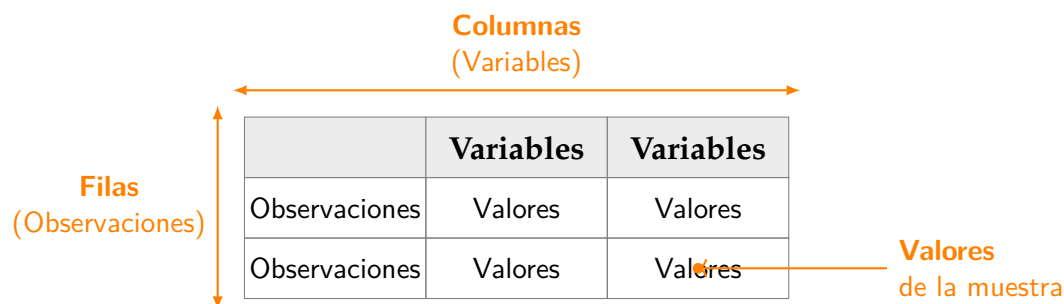 Columnas
(Variables)
Variables Variables
Filas
(Observaciones)
Observaciones Valores Valores
Observaciones Valores Valores
Valores
de la muestra